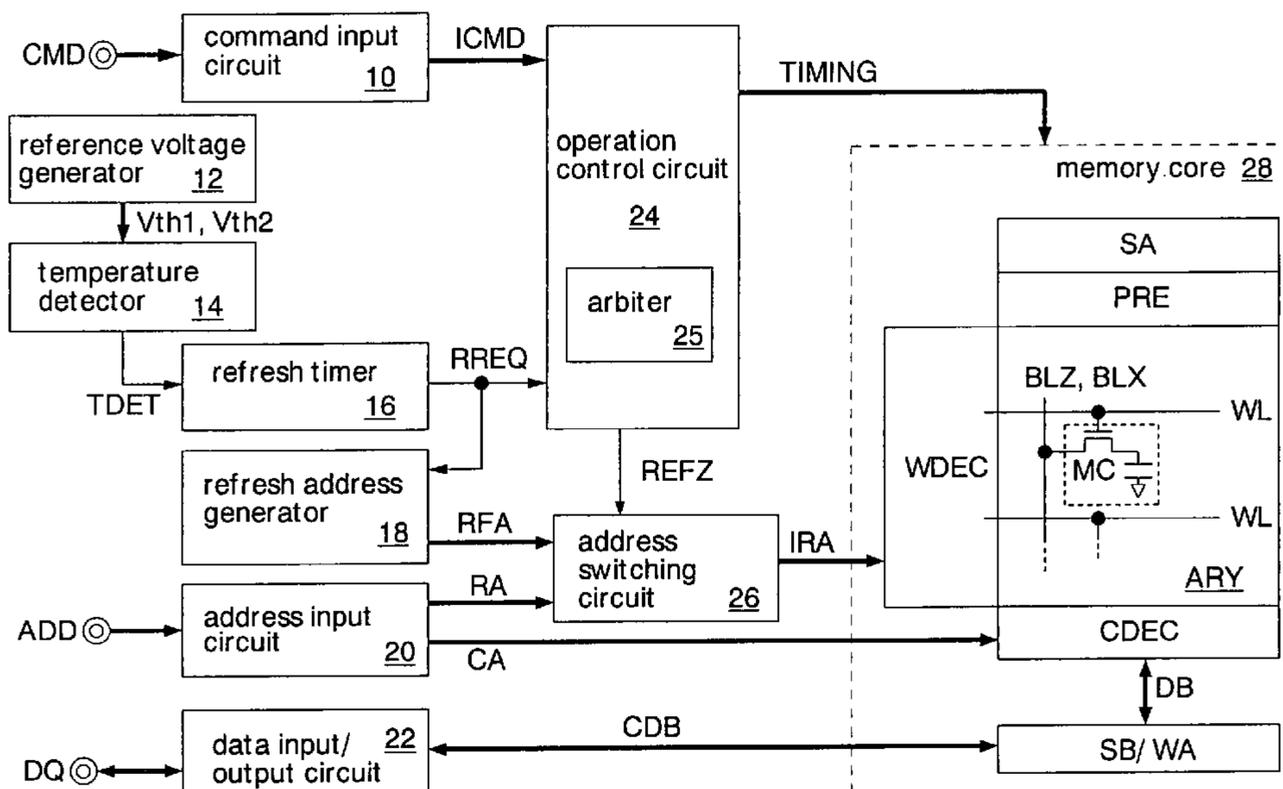 CMD
command input
circuit
10
ICMD
TIMING
reference voltage
generator
12
Vth1, Vth2
temperature
detector
14
TDET
refresh timer
16
RREQ
operation
control circuit
24
arbiter
25
memory core
28
SA
PRE
BLZ, BLX
WL
WDEC
MC
WL
ARY
refresh address
generator
18
REFZ
RFA
address
switching
circuit
26
IRA
ADD
address input
circuit
20
RA
CA
CDEC
DB
DQ
data input/
output circuit
22
CDB
SB/ WA